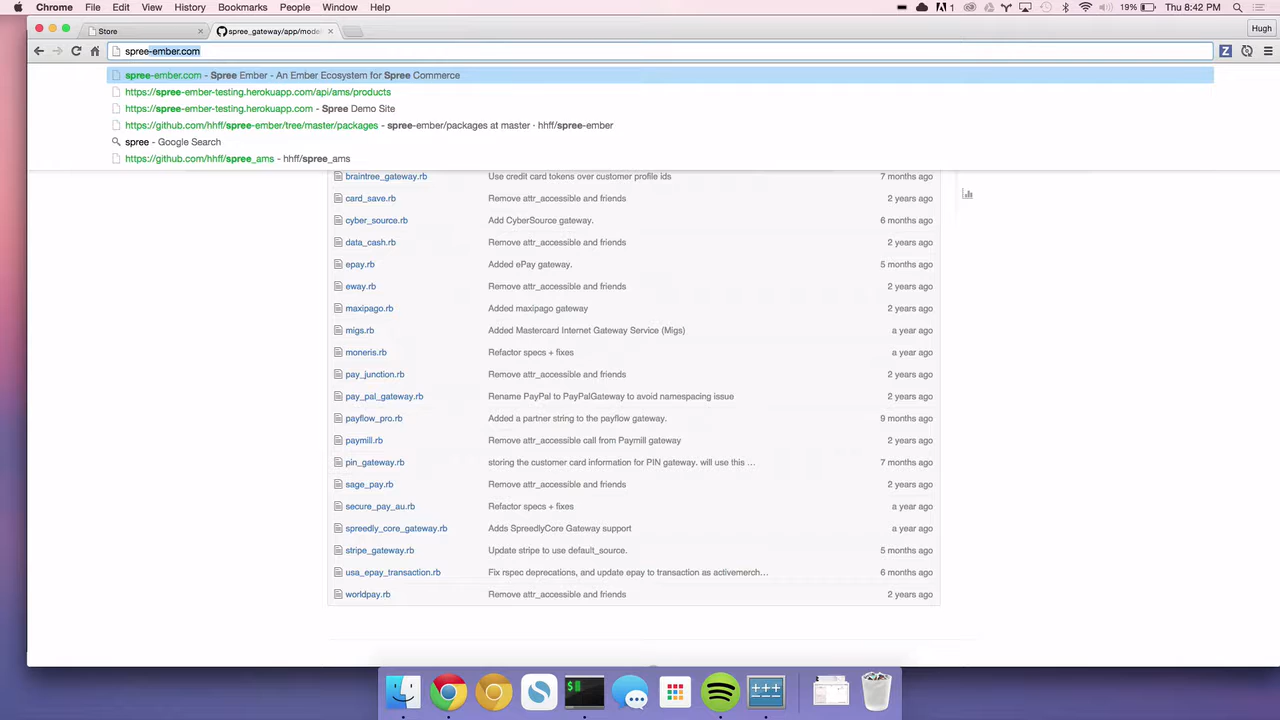 Chrome File Edit View History Bookmarks People Window Help 1 19% Thu 8:42 PM
Store spree_gateway/app/mode Hugh
spree-ember.com
spree-ember.com - Spree Ember - An Ember Ecosystem for Spree Commerce
https://spree-ember-testing.herokuapp.com/api/ams/products
https://spree-ember-testing.herokuapp.com - Spree Demo Site
https://github.com/hhff/spree-ember/tree/master/packages - spree-ember/packages at master · hhff/spree-ember
spree - Google Search
https://github.com/hhff/spree_ams - hhff/spree_ams
braintree_gateway.rb Use credit card tokens over customer profile ids 7 months ago
card_save.rb Remove attr_accessible and friends 2 years ago
cyber_source.rb Add CyberSource gateway. 6 months ago
data_cash.rb Remove attr_accessible and friends 2 years ago
epay.rb Added ePay gateway. 5 months ago
eway.rb Remove attr_accessible and friends 2 years ago
maxipago.rb Added maxipago gateway 2 years ago
migs.rb Added Mastercard Internet Gateway Service (Migs) a year ago
moneris.rb Refactor specs + fixes a year ago
pay_junction.rb Remove attr_accessible and friends 2 years ago
pay_pal_gateway.rb Rename PayPal to PayPalGateway to avoid namespacing issue 2 years ago
payflow_pro.rb Added a partner string to the payflow gateway. 9 months ago
paymill.rb Remove attr_accessible call from Paymill gateway 2 years ago
pin_gateway.rb storing the customer card information for PIN gateway. will use this … 7 months ago
sage_pay.rb Remove attr_accessible and friends 2 years ago
secure_pay_au.rb Refactor specs + fixes a year ago
spreedly_core_gateway.rb Adds SpreedlyCore Gateway support a year ago
stripe_gateway.rb Update stripe to use default_source. 5 months ago
usa_epay_transaction.rb Fix rspec deprecations, and update epay to transaction as activemerch… 6 months ago
worldpay.rb Remove attr_accessible and friends 2 years ago